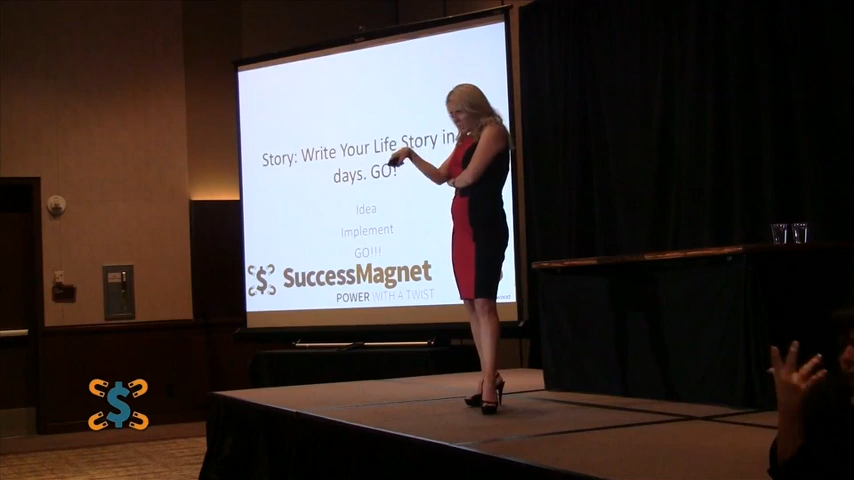 Story: Write Your Life Story in
days. GO!
Idea
Implement
GO!!!
SuccessMagnet
POWER WITH A TWIST